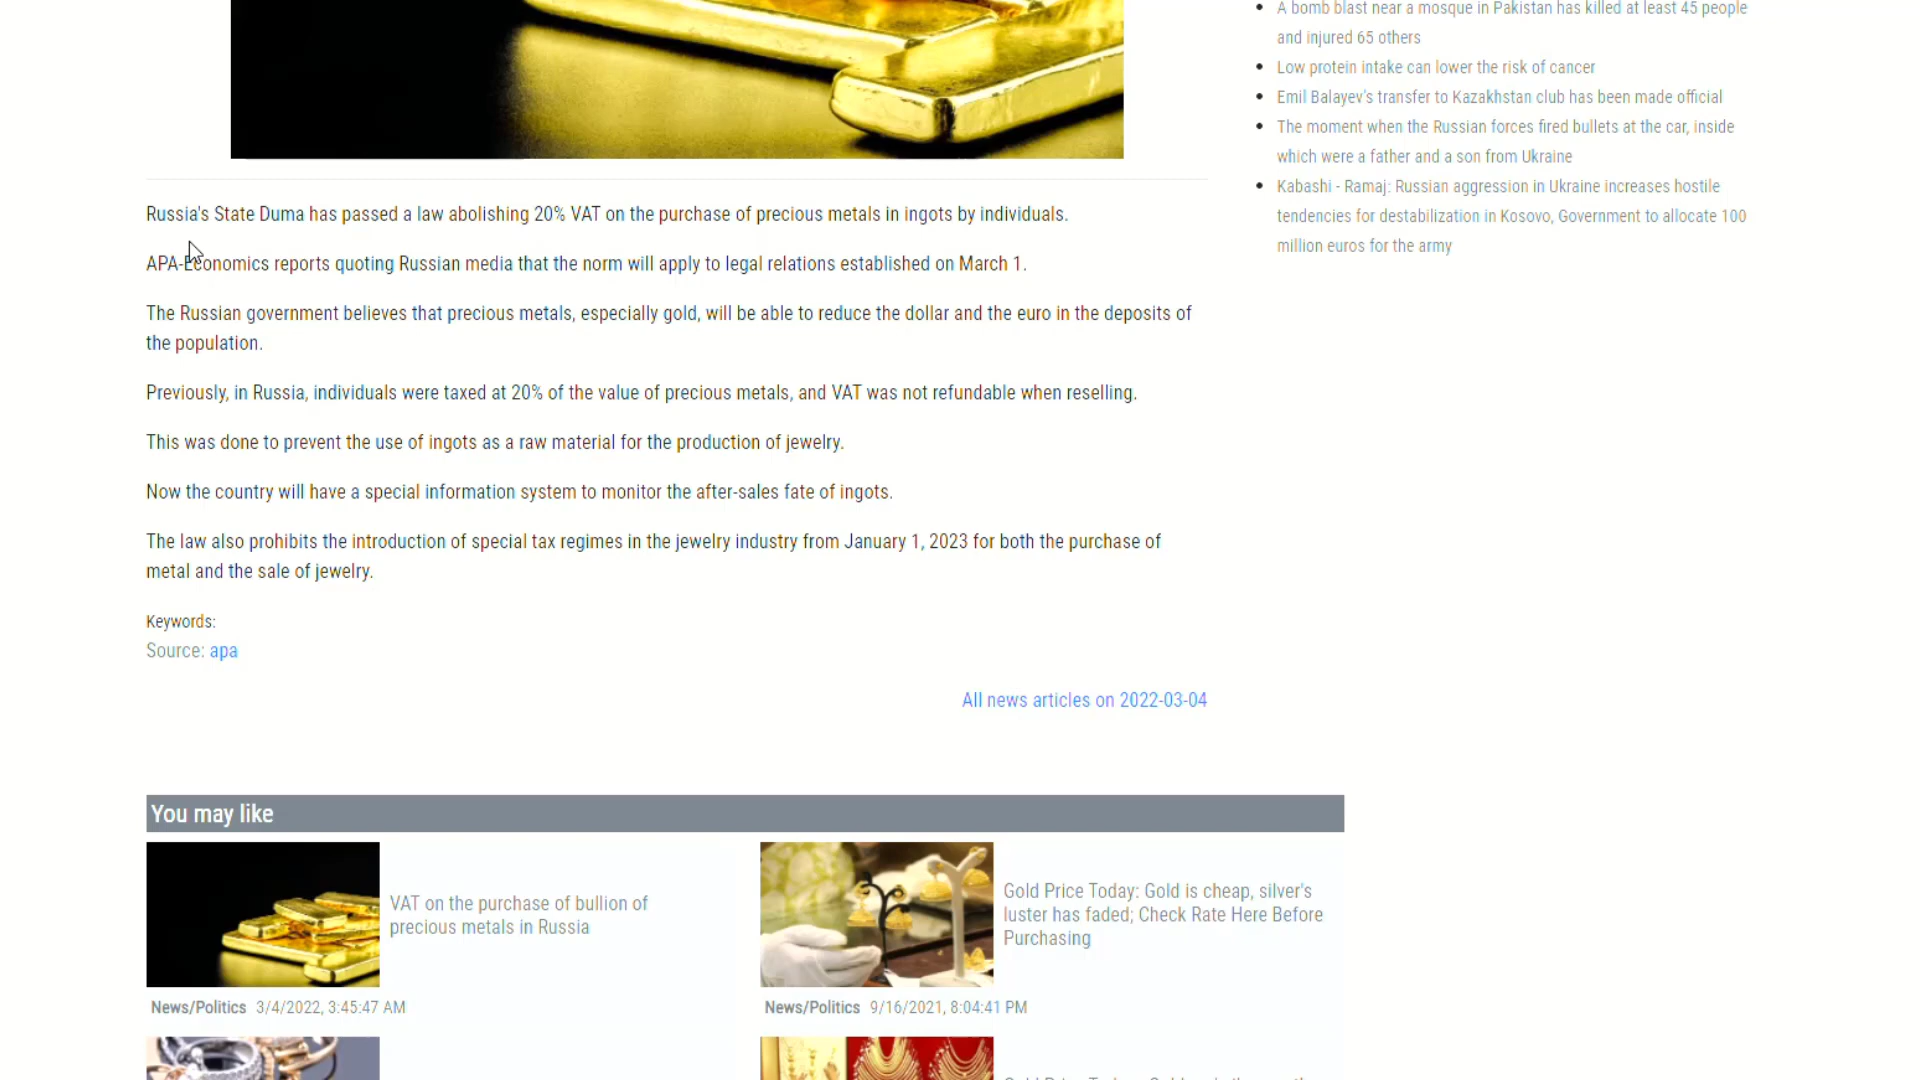 A bomb blast near a mosque in Pakistan has killed at least 45 people
and injured 65 others
Low protein intake can lower the risk of cancer
Emil Balayev's transfer to Kazakhstan club has been made official
The moment when the Russian forces fired bullets at the car, inside
which were a father and a son from Ukraine
Kabashi - Ramaj: Russian aggression in Ukraine increases hostile
tendencies for destabilization in Kosovo, Government to allocate 100
million euros for the army
Russia's State Duma has passed a law abolishing 20% VAT on the purchase of precious metals in ingots by individuals.
APA-Economics reports quoting Russian media that the norm will apply to legal relations established on March 1.
The Russian government believes that precious metals, especially gold, will be able to reduce the dollar and the euro in the deposits of
the population.
Previously, in Russia, individuals were taxed at 20% of the value of precious metals, and VAT was not refundable when reselling.
This was done to prevent the use of ingots as a raw material for the production of jewelry.
Now the country will have a special information system to monitor the after-sales fate of ingots.
The law also prohibits the introduction of special tax regimes in the jewelry industry from January 1, 2023 for both the purchase of
metal and the sale of jewelry.
Keywords:
Source: apa
All news articles on 2022-03-04
You may like
VAT on the purchase of bullion of
precious metals in Russia
News/Politics 3/4/2022, 3:45:47 AM
Gold Price Today: Gold is cheap, silver's
luster has faded; Check Rate Here Before
Purchasing
News/Politics 9/16/2021, 8:04:41 PM